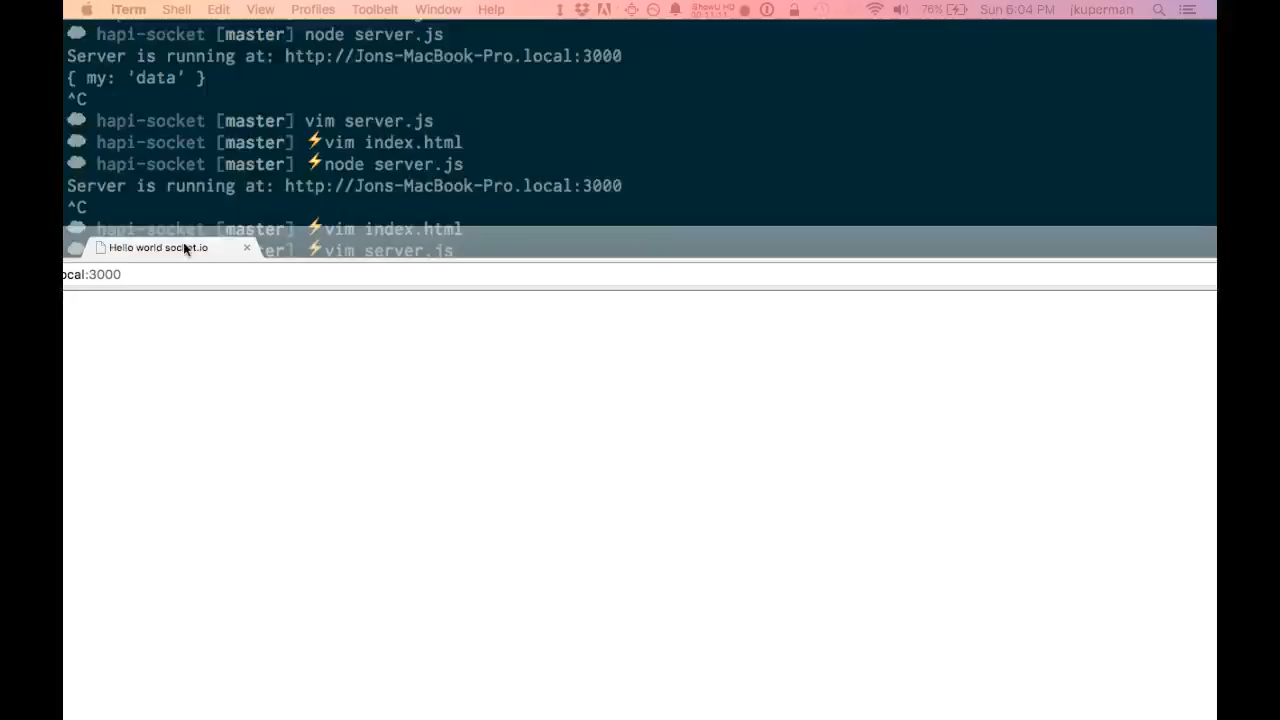 iTerm Shell Edit View Profiles Toolbelt Window Help ShowU HD 76% Sun 6:04 PM jkuperman
hapi-socket [master] node server.js
Server is running at: http://Jons-MacBook-Pro.local:3000
{ my: 'data' }
^C
hapi-socket [master] vim server.js
hapi-socket [master] ⚡vim index.html
hapi-socket [master] ⚡node server.js
Server is running at: http://Jons-MacBook-Pro.local:3000
^C
hapi-socket [master] ⚡vim index.html
Hello world socket.io × er] ⚡vim server.js
ocal:3000